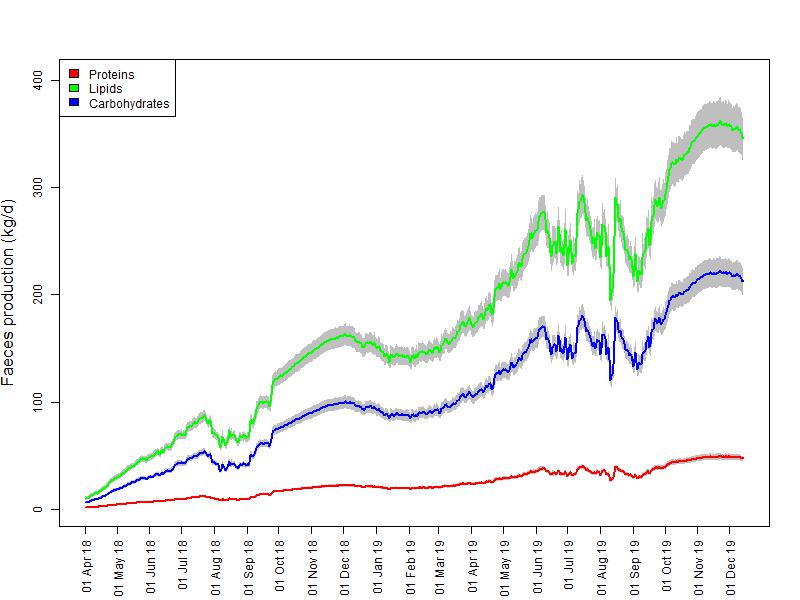 Proteins
Lipids
Carbohydrates
Faeces production (kg/d)
400
300
200
100
0
01 Apr 18
01 May 18
01 Jun 18
01 Jul 18
01 Aug 18
01 Sep 18
01 Oct 18
01 Nov 18
01 Dec 18
01 Jan 19
01 Feb 19
01 Mar 19
01 Apr 19
01 May 19
01 Jun 19
01 Jul 19
01 Aug 19
01 Sep 19
01 Oct 19
01 Nov 19
01 Dec 19